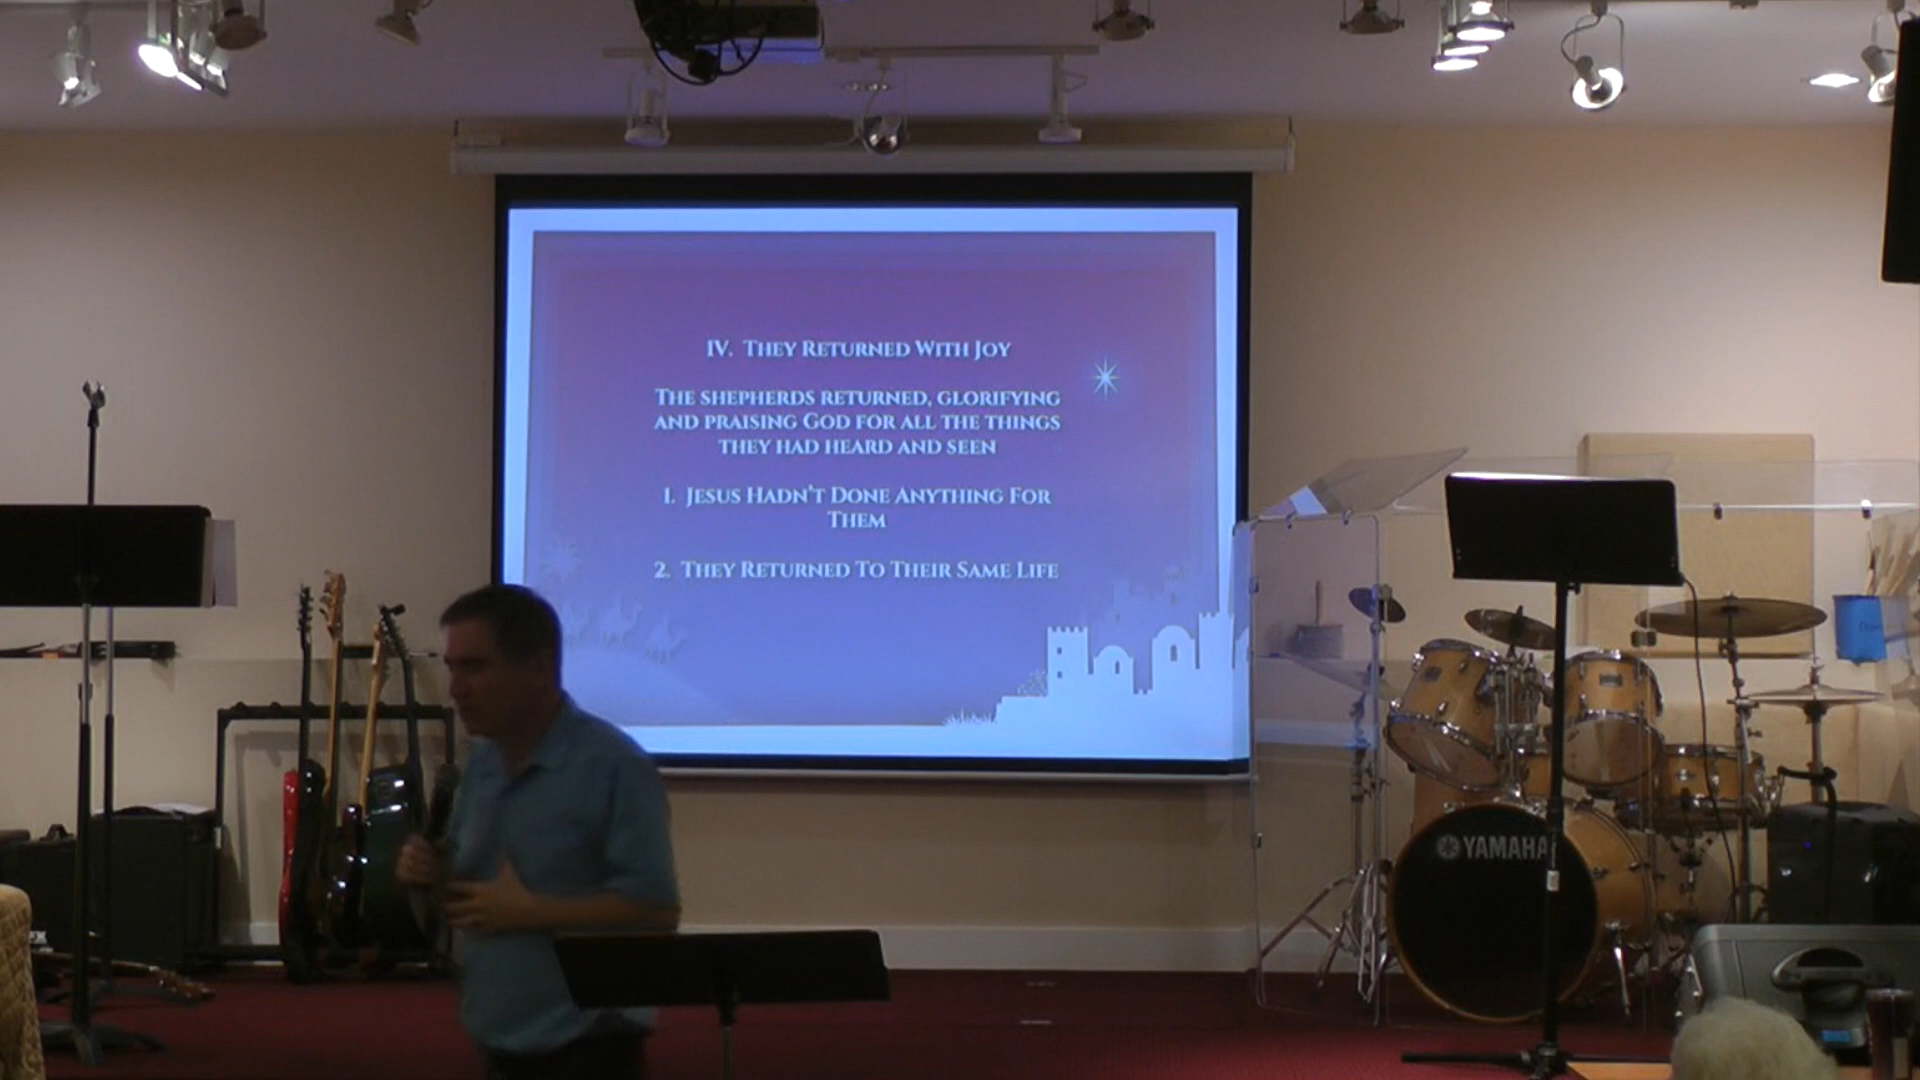 IV. They Returned With Joy
The shepherds returned, glorifying
and praising God for all the things
they had heard and seen
1. Jesus Hadn't Done Anything For
Them
2. They Returned To Their Same Life
YAMAHA